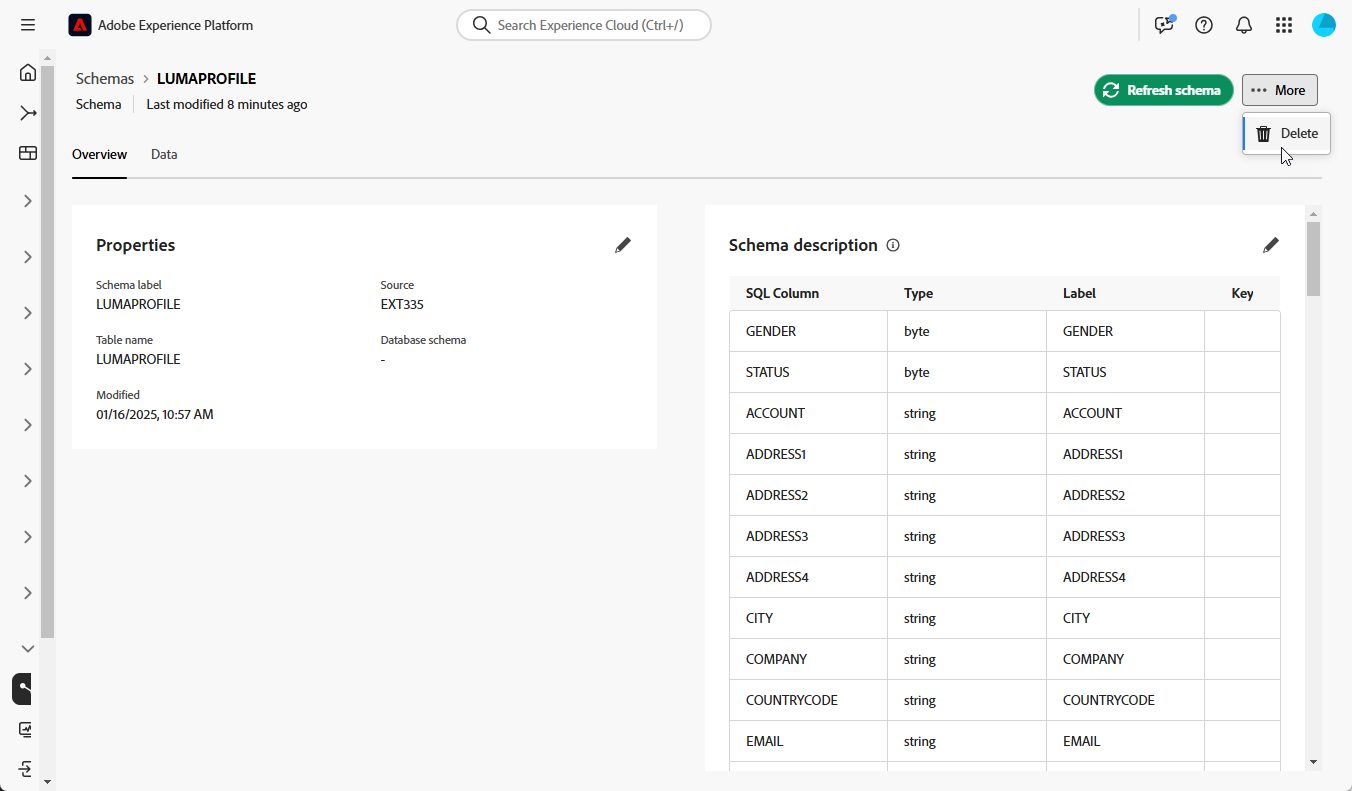 Adobe Experience Platform
Search Experience Cloud (Ctrl+/)
Schemas > LUMAPROFILE
Schema Last modified 8 minutes ago
Refresh schema
More
Delete
Overview Data
Properties
Schema label Source
LUMAPROFILE EXT335
Table name Database schema
LUMAPROFILE -
Modified
01/16/2025, 10:57 AM
Schema description
SQL Column Type Label Key
GENDER byte GENDER
STATUS byte STATUS
ACCOUNT string ACCOUNT
ADDRESS1 string ADDRESS1
ADDRESS2 string ADDRESS2
ADDRESS3 string ADDRESS3
ADDRESS4 string ADDRESS4
CITY string CITY
COMPANY string COMPANY
COUNTRYCODE string COUNTRYCODE
EMAIL string EMAIL